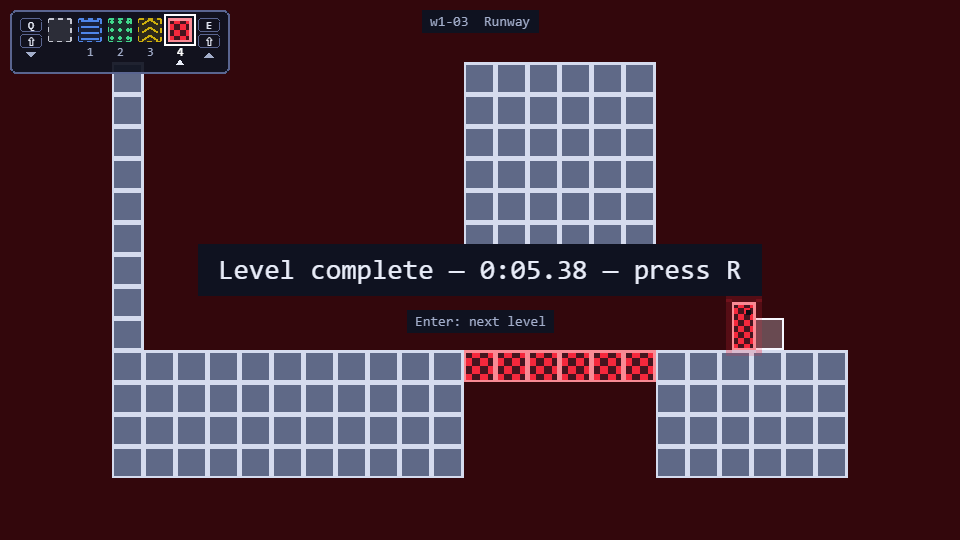 w1-03 Runway
Q E
⇧ ⇧
1 2 3 4
Level complete — 0:05.38 — press R
Enter: next level